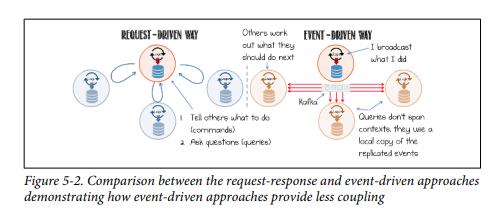 REQUEST-DRIVEN WAY
Others work
out what they
should do next
EVENT-DRIVEN WAY
I broadcast
what I did
Kafka
1. Tell others what to do
(commands)
2. Ask questions (queries)
Queries don't span
contexts, they use a
local copy of the
replicated events
Figure 5-2. Comparison between the request-response and event-driven approaches
demonstrating how event-driven approaches provide less coupling